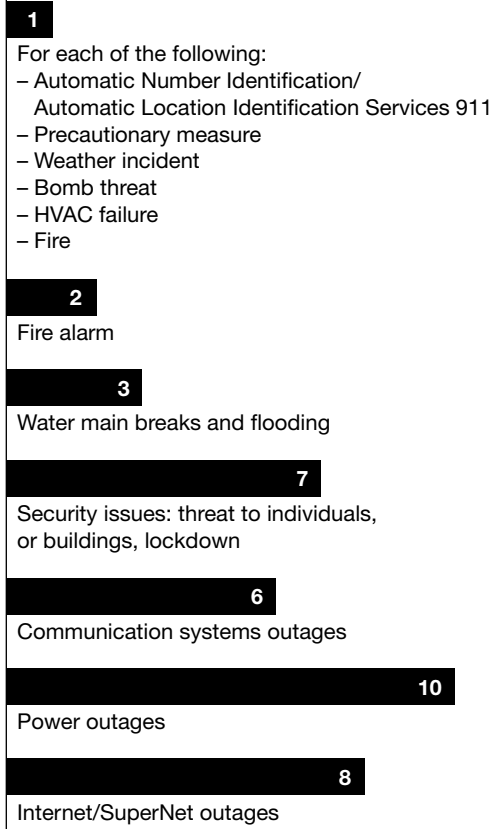 1
For each of the following:
– Automatic Number Identification/
Automatic Location Identification Services 911
– Precautionary measure
– Weather incident
– Bomb threat
– HVAC failure
– Fire
2
Fire alarm
3
Water main breaks and flooding
7
Security issues: threat to individuals,
or buildings, lockdown
6
Communication systems outages
10
Power outages
8
Internet/SuperNet outages